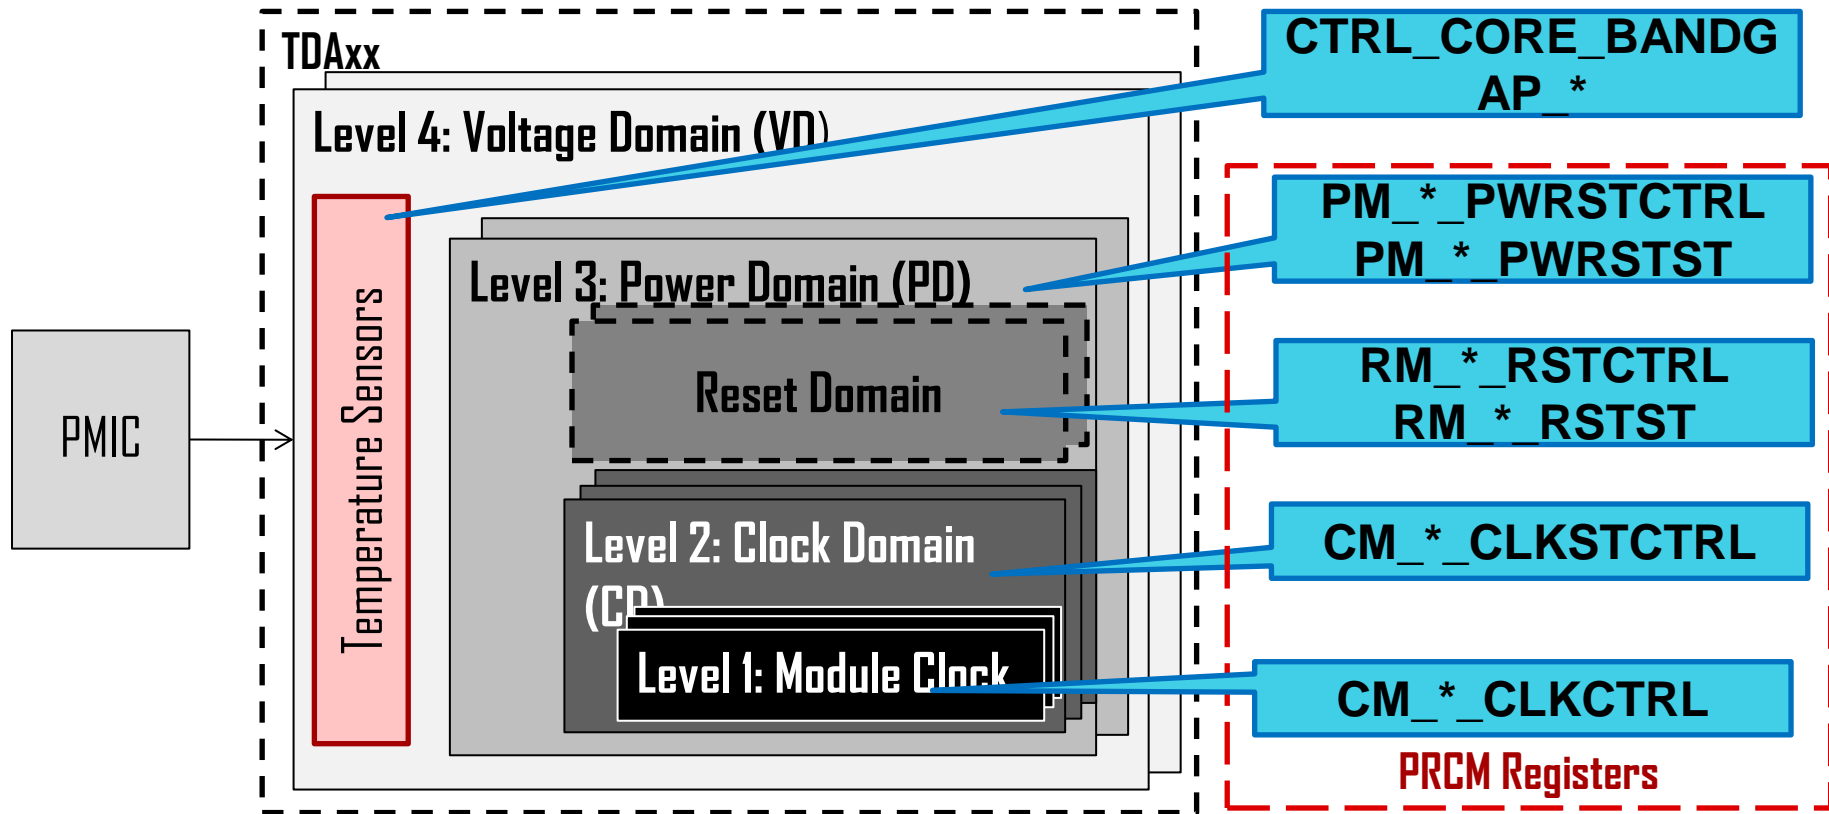 TDAxx
Level 4: Voltage Domain (VD)
Temperature Sensors
Level 3: Power Domain (PD)
Reset Domain
Level 2: Clock Domain
(CD)
Level 1: Module Clock
PMIC
CTRL_CORE_BANDG
AP_*
PM_*_PWRSTCTRL
PM_*_PWRSTST
RM_*_RSTCTRL
RM_*_RSTST
CM_*_CLKSTCTRL
CM_*_CLKCTRL
PRCM Registers